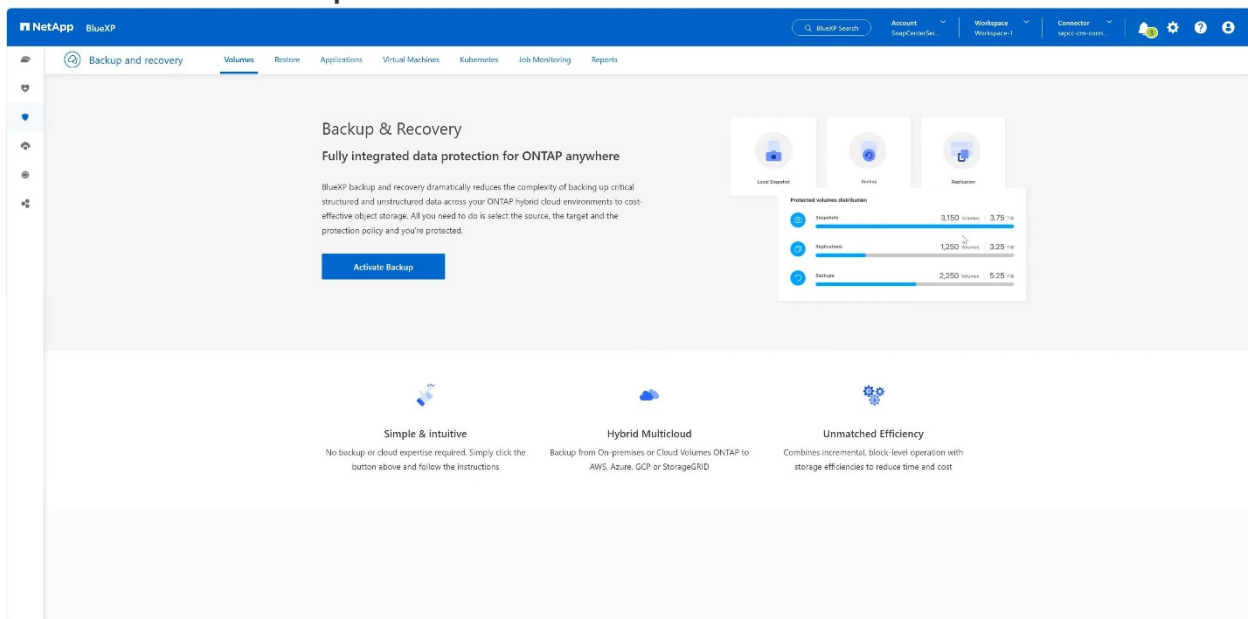 NetApp BlueXP
BlueXP Search
Account
SnapCenterSer...
Workspace
Workspace-1
Connector
sapcc-cm-conn...
3
Backup and recovery
Volumes
Restore
Applications
Virtual Machines
Kubernetes
Job Monitoring
Reports
Backup & Recovery
Fully integrated data protection for ONTAP anywhere
BlueXP backup and recovery dramatically reduces the complexity of backing up critical
structured and unstructured data across your ONTAP hybrid cloud environments to cost-
effective object storage. All you need to do is select the source, the target and the
protection policy and you're protected.
Activate Backup
Local Snapshot
Backup
Replication
Protected volumes distribution
Snapshots 3,150 Volumes 3.75 TiB
Replications 1,250 Volumes 3.25 TiB
Backups 2,250 Volumes 5.25 TiB
Simple & intuitive
No backup or cloud expertise required. Simply click the
button above and follow the instructions
Hybrid Multicloud
Backup from On-premises or Cloud Volumes ONTAP to
AWS, Azure, GCP or StorageGRID
Unmatched Efficiency
Combines incremental, block-level operation with
storage efficiencies to reduce time and cost